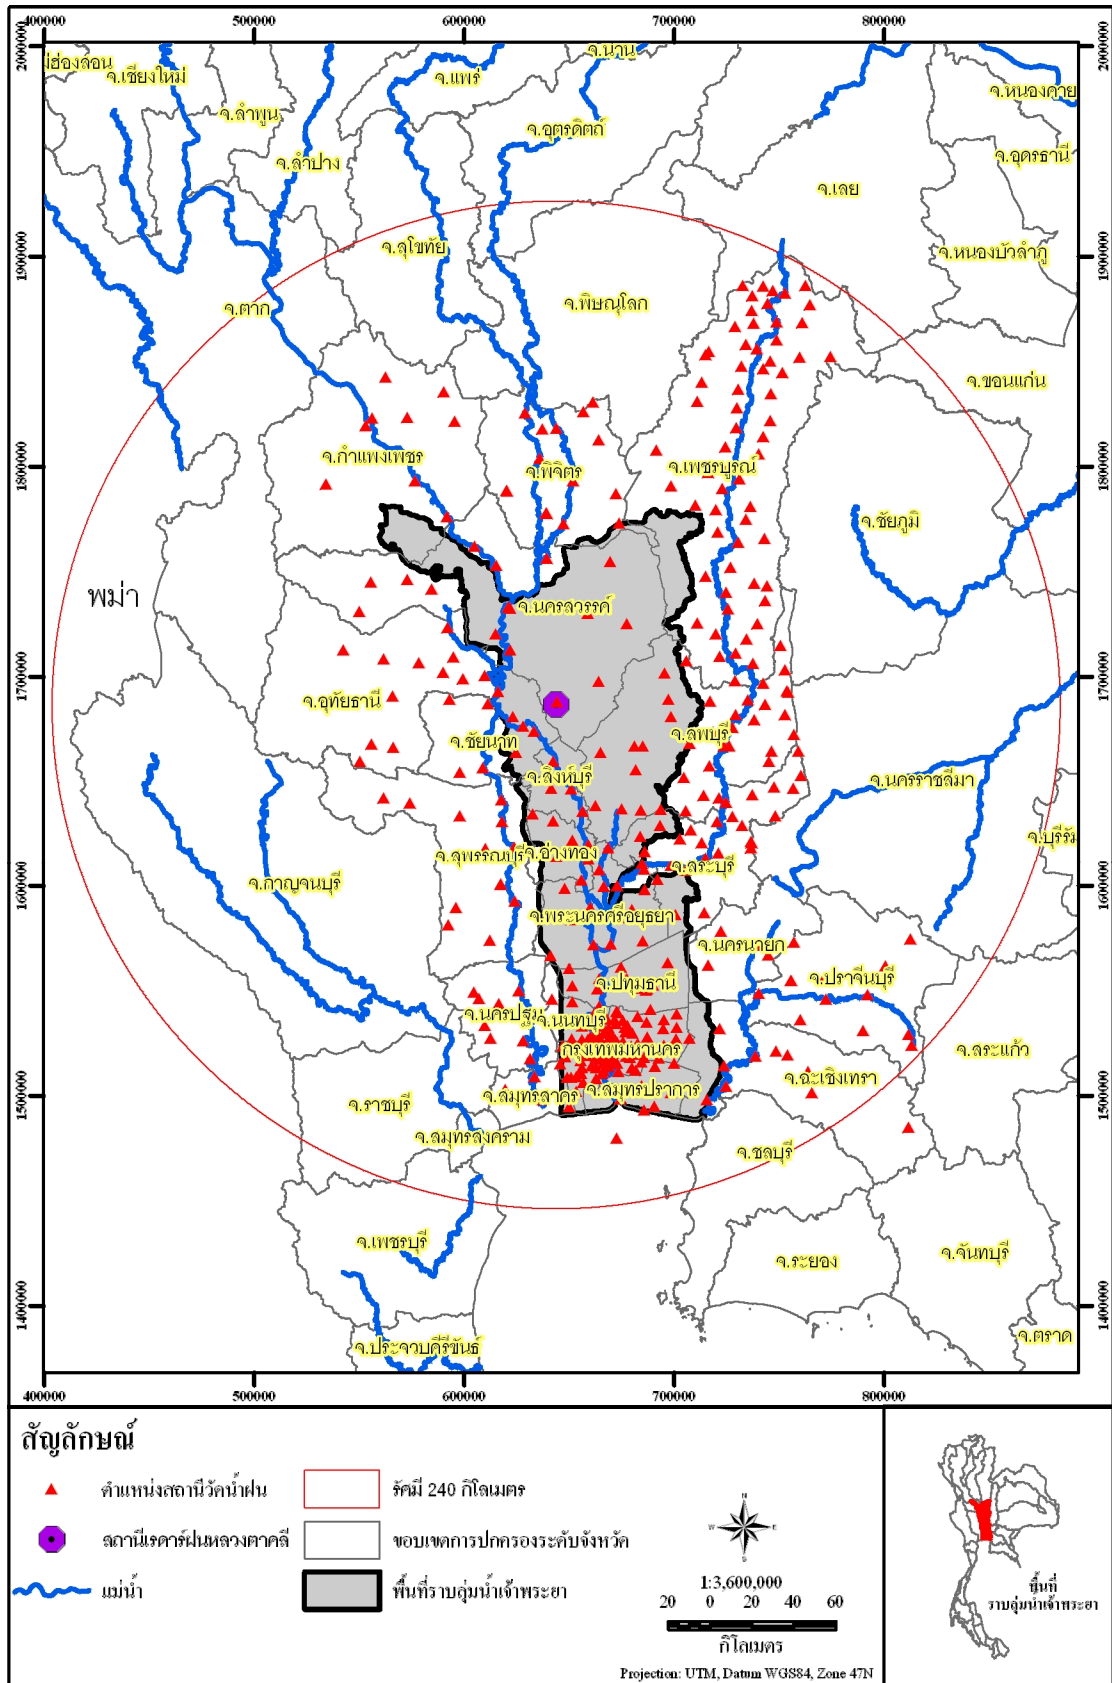 400000 500000 600000 700000 800000
2000000 2000000
จ.น่าน
จ.แพร่
จ.เชียงใหม่
จ.หนองคาย
จ.ลำพูน
จ.อุตรดิตถ์
จ.อุดรธานี
จ.ลำปาง
จ.เลย
จ.สุโขทัย
จ.หนองบัวลำภู
1900000 1900000
จ.ตาก
จ.พิษณุโลก
จ.ขอนแก่น
จ.กำแพงเพชร
จ.พิจิตร
จ.เพชรบูรณ์
1800000 1800000
จ.ชัยภูมิ
พม่า
จ.นครสวรรค์
1700000 1700000
จ.อุทัยธานี
จ.ชัยนาท
จ.ลพบุรี
จ.สิงห์บุรี
จ.นครราชสีมา
จ.สุพรรณบุรี
จ.อ่างทอง
จ.สระบุรี
จ.กาญจนบุรี
1600000 1600000
จ.พระนครศรีอยุธยา
จ.นครนายก
จ.ปทุมธานี
จ.ปราจีนบุรี
จ.นนทบุรี
กรุงเทพมหานคร
จ.สระแก้ว
จ.ฉะเชิงเทรา
จ.สมุทรสาคร
จ.สมุทรปราการ
จ.ราชบุรี
1500000 1500000
จ.สมุทรสงคราม
จ.ชลบุรี
จ.เพชรบุรี
จ.ระยอง
จ.จันทบุรี
1400000 1400000
จ.ตราด
จ.ประจวบคีรีขันธ์
400000 500000 600000 700000 800000
สัญลักษณ์
ตำแหน่งสถานีวัดน้ำฝน
รัศมี 240 กิโลเมตร
สถานีเรดาร์ฝนหลวงตาคลี
ขอบเขตการปกครองระดับจังหวัด
แม่น้ำ
พื้นที่ราบลุ่มน้ำเจ้าพระยา
N
W E
S
1:3,600,000
20 0 20 40 60
กิโลเมตร
พื้นที่
ราบลุ่มน้ำเจ้าพระยา
Projection: UTM, Datum WGS84, Zone 47N